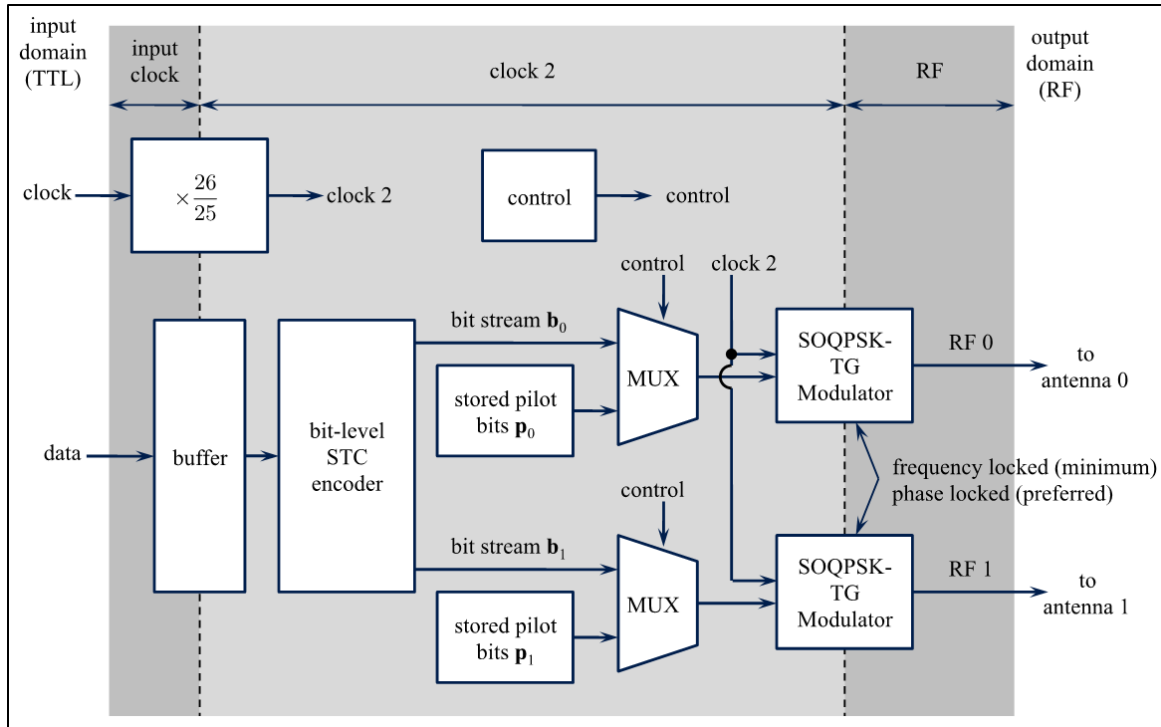 input
domain
(TTL)
input
clock
clock 2
RF
output
domain
(RF)
clock
× 26/25
clock 2
control
control
control
clock 2
bit stream b₀
MUX
stored pilot
bits p₀
SOQPSK-
TG
Modulator
RF 0
to
antenna 0
data
buffer
bit-level
STC
encoder
frequency locked (minimum)
phase locked (preferred)
control
bit stream b₁
MUX
stored pilot
bits p₁
SOQPSK-
TG
Modulator
RF 1
to
antenna 1